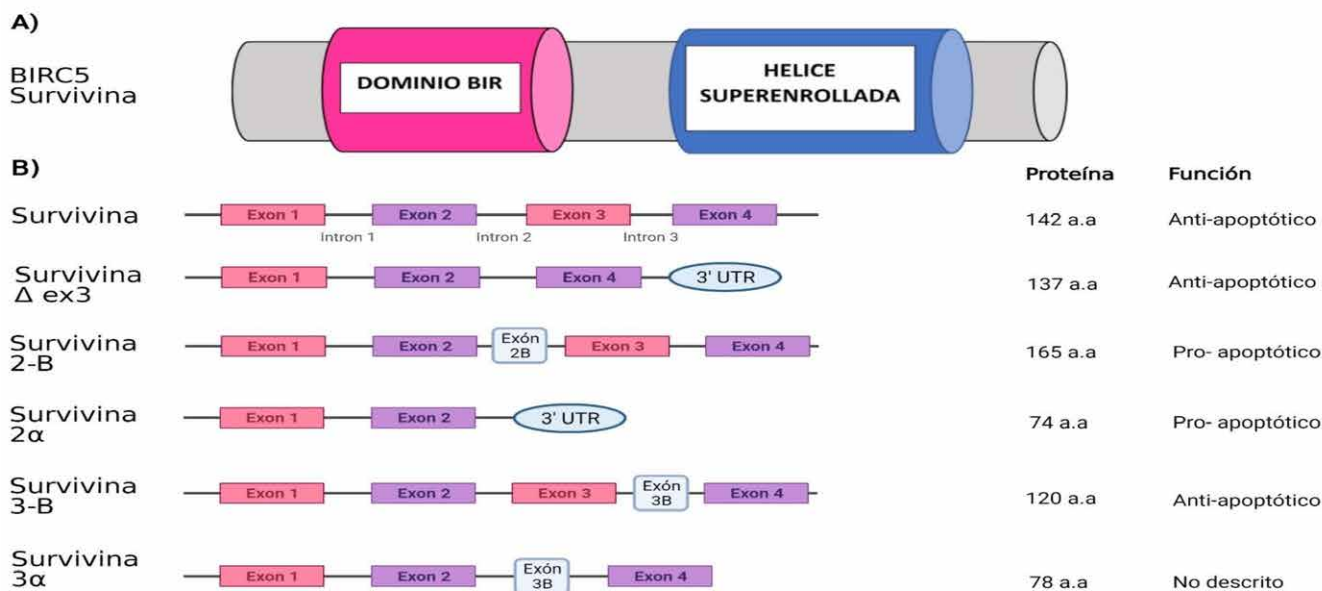 A)
BIRC5
Survivina
DOMINIO BIR
HELICE
SUPERENROLLADA
B)
Proteína Función
Survivina
Exon 1 Exon 2 Exon 3 Exon 4
Intron 1 Intron 2 Intron 3
142 a.a Anti-apoptótico
Survivina
Δ ex3
Exon 1 Exon 2 Exon 4 3' UTR
137 a.a Anti-apoptótico
Survivina
2-B
Exon 1 Exon 2 Exón
2B
Exon 3 Exon 4
165 a.a Pro- apoptótico
Survivina
2α
Exon 1 Exon 2 3' UTR
74 a.a Pro- apoptótico
Survivina
3-B
Exon 1 Exon 2 Exon 3 Exón
3B
Exon 4
120 a.a Anti-apoptótico
Survivina
3α
Exon 1 Exon 2 Exón
3B
Exon 4
78 a.a No descrito